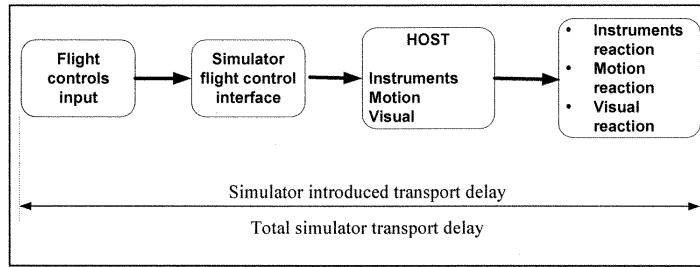 Flight
controls
input
Simulator
flight control
interface
HOST
Instruments
Motion
Visual
• Instruments
reaction
• Motion
reaction
• Visual
reaction
Simulator introduced transport delay
Total simulator transport delay